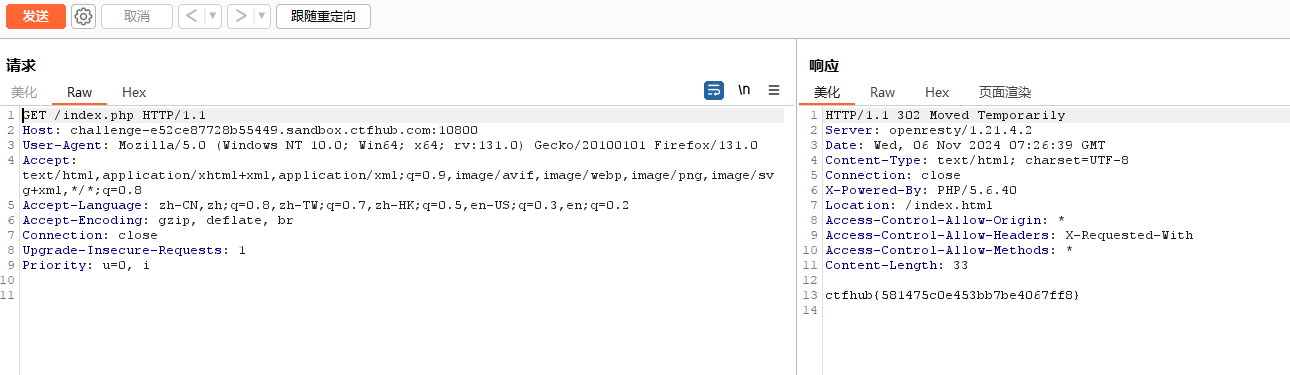 发送 取消 < > 跟随重定向
请求
美化 Raw Hex \n
1 GET /index.php HTTP/1.1
2 Host: challenge-e52ce87728b55449.sandbox.ctfhub.com:10800
3 User-Agent: Mozilla/5.0 (Windows NT 10.0; Win64; x64; rv:131.0) Gecko/20100101 Firefox/131.0
4 Accept:
text/html,application/xhtml+xml,application/xml;q=0.9,image/avif,image/webp,image/png,image/sv
g+xml,*/*;q=0.8
5 Accept-Language: zh-CN,zh;q=0.8,zh-TW;q=0.7,zh-HK;q=0.5,en-US;q=0.3,en;q=0.2
6 Accept-Encoding: gzip, deflate, br
7 Connection: close
8 Upgrade-Insecure-Requests: 1
9 Priority: u=0, i
10
11
响应
美化 Raw Hex 页面渲染
1 HTTP/1.1 302 Moved Temporarily
2 Server: openresty/1.21.4.2
3 Date: Wed, 06 Nov 2024 07:26:39 GMT
4 Content-Type: text/html; charset=UTF-8
5 Connection: close
6 X-Powered-By: PHP/5.6.40
7 Location: /index.html
8 Access-Control-Allow-Origin: *
9 Access-Control-Allow-Headers: X-Requested-With
10 Access-Control-Allow-Methods: *
11 Content-Length: 33
12
13 ctfhub{581475c0e453bb7be4067ff8}
14